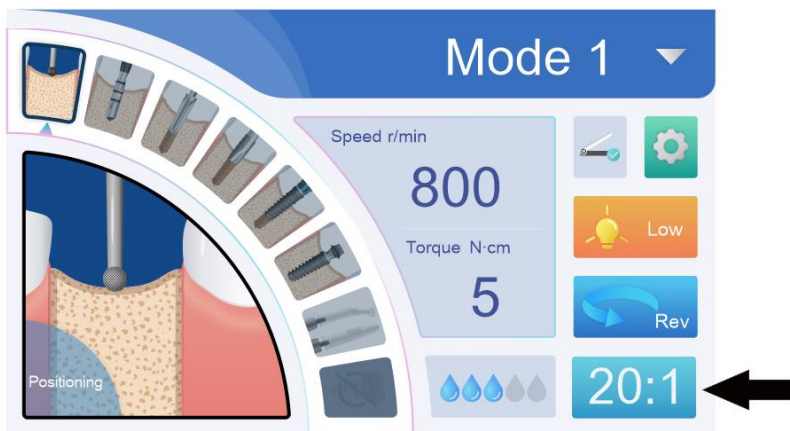 Mode 1
Speed r/min
800
Torque N·cm
5
Low
Rev
20:1
Positioning